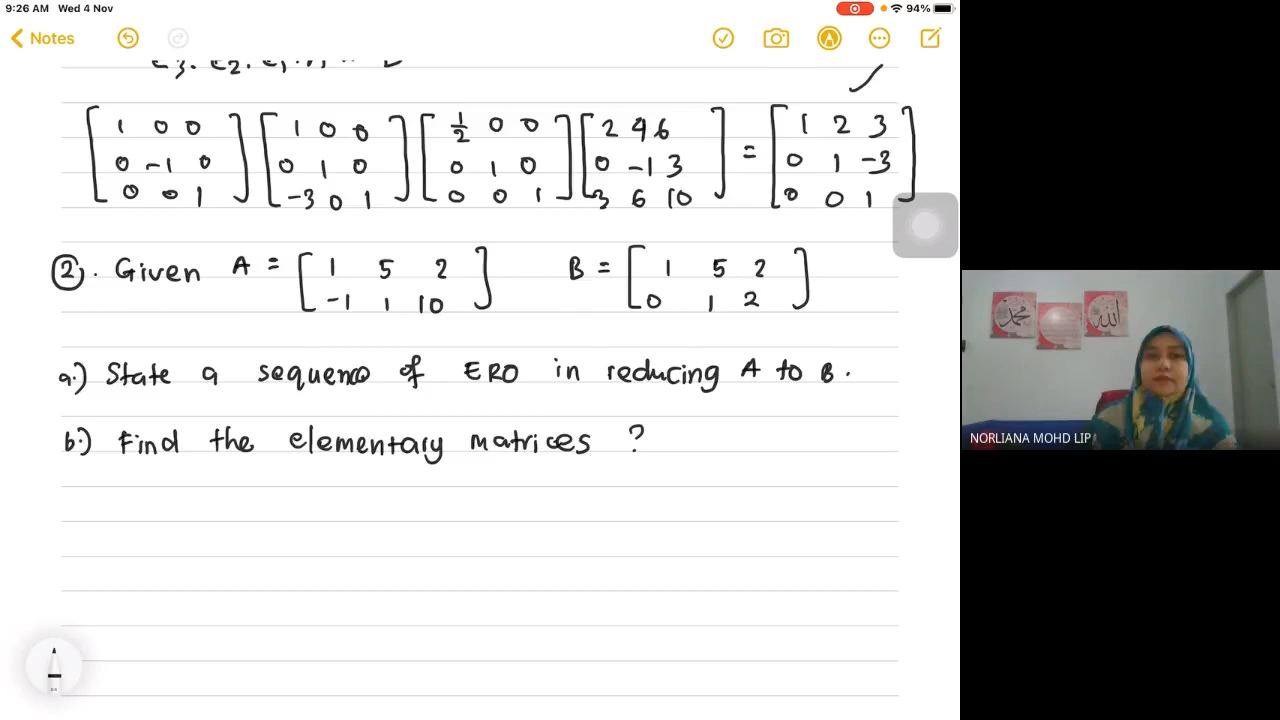 9:26 AM Wed 4 Nov 94%
Notes
[1 0 0 [1 0 0 [1/2 0 0 [2 4 6 [1 2 3
0 -1 0 0 1 0 0 1 0 0 -1 3 = 0 1 -3
0 0 1] -3 0 1] 0 0 1] 3 6 10] 0 0 1]
②. Given A = [1 5 2 B = [1 5 2
-1 1 10] 0 1 2]
a.) State a sequence of ERO in reducing A to B.
b.) Find the elementary matrices ?
محمد
الله
NORLIANA MOHD LIP